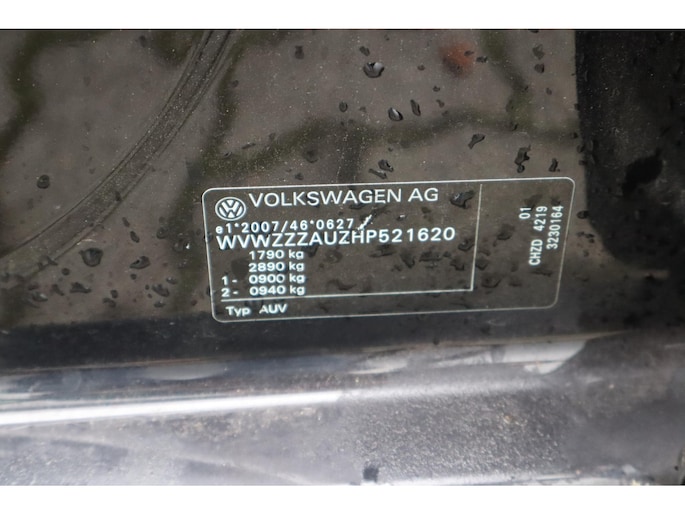 VOLKSWAGEN AG
e1*2007/46*0627
WVWZZZAUZHP521620
1790 kg
2890 kg
1- 0900 kg
2- 0940 kg
Typ AUV
01
CHZD 4219
3230164